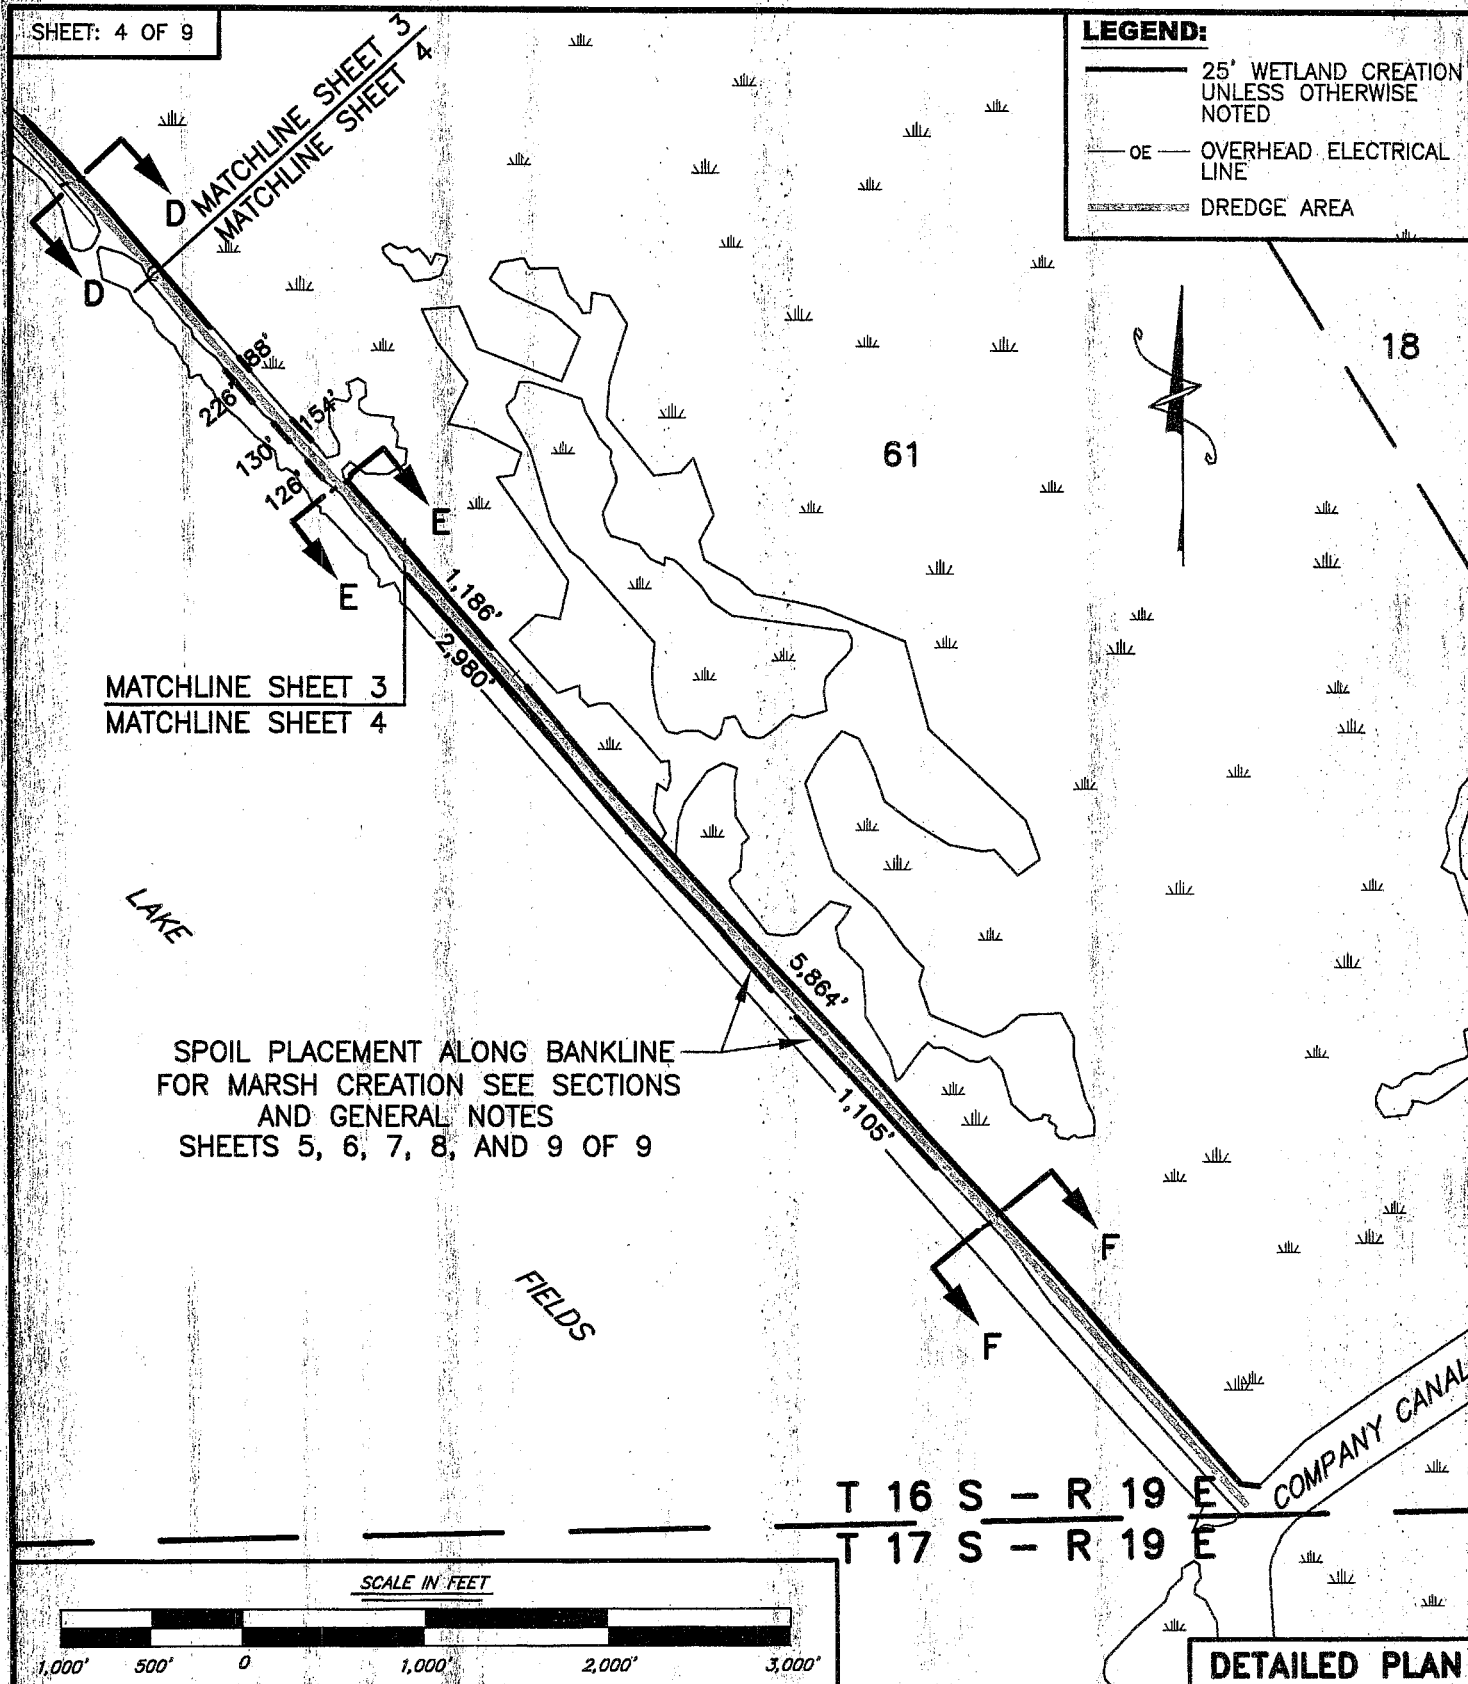 SHEET: 4 OF 9
MATCHLINE SHEET 3
MATCHLINE SHEET 4
LEGEND:
25' WETLAND CREATION
UNLESS OTHERWISE
NOTED
OE
OVERHEAD ELECTRICAL
LINE
DREDGE AREA
D
D
18
88'
226'
154'
130'
126'
61
E
E
1,186'
2,980'
MATCHLINE SHEET 3
MATCHLINE SHEET 4
LAKE
5,864'
SPOIL PLACEMENT ALONG BANKLINE
FOR MARSH CREATION SEE SECTIONS
AND GENERAL NOTES
SHEETS 5, 6, 7, 8, AND 9 OF 9
1,105'
F
F
FIELDS
COMPANY CANAL
T 16 S - R 19 E
T 17 S - R 19 E
SCALE IN FEET
1,000' 500' 0 1,000' 2,000' 3,000'
DETAILED PLAN